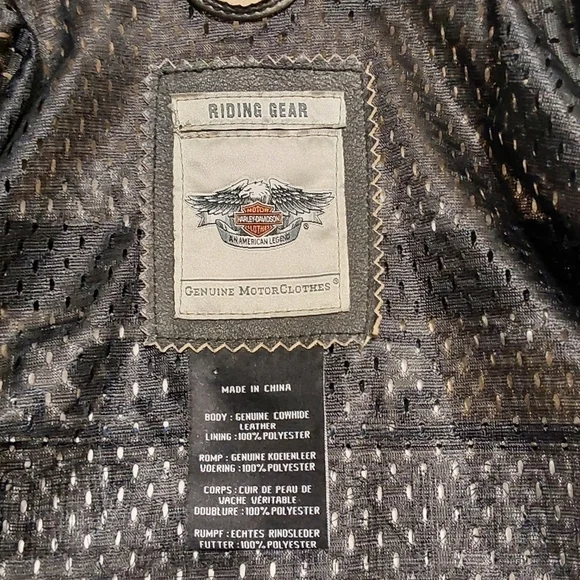 RIDING GEAR
MOTOR
HARLEY-DAVIDSON
CLOTHES
AN AMERICAN LEGEND
®
GENUINE MOTORCLOTHES®
MADE IN CHINA
BODY : GENUINE COWHIDE
LEATHER
LINING : 100% POLYESTER
ROMP : GENUINE KOEIENLEER
VOERING : 100% POLYESTER
CORPS : CUIR DE PEAU DE
VACHE VÉRITABLE
DOUBLURE : 100% POLYESTER
RUMPF : ECHTES RINDSLEDER
FUTTER : 100% POLYESTER